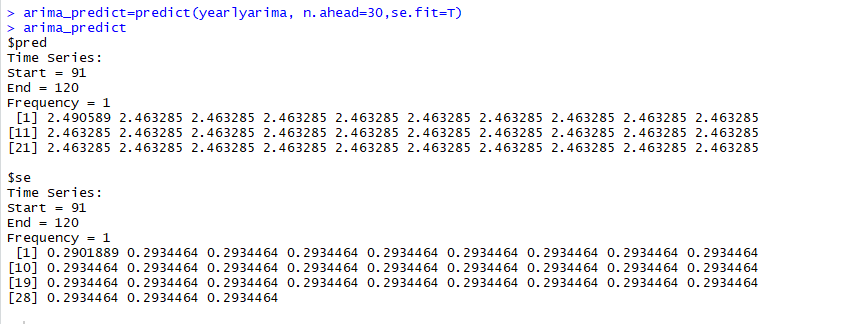 > arima_predict=predict(yearlyarima, n.ahead=30,se.fit=T)
> arima_predict
$pred
Time Series:
Start = 91
End = 120
Frequency = 1
 [1] 2.490589 2.463285 2.463285 2.463285 2.463285 2.463285 2.463285 2.463285 2.463285 2.463285
[11] 2.463285 2.463285 2.463285 2.463285 2.463285 2.463285 2.463285 2.463285 2.463285 2.463285
[21] 2.463285 2.463285 2.463285 2.463285 2.463285 2.463285 2.463285 2.463285 2.463285 2.463285

$se
Time Series:
Start = 91
End = 120
Frequency = 1
 [1] 0.2901889 0.2934464 0.2934464 0.2934464 0.2934464 0.2934464 0.2934464 0.2934464 0.2934464
[10] 0.2934464 0.2934464 0.2934464 0.2934464 0.2934464 0.2934464 0.2934464 0.2934464 0.2934464
[19] 0.2934464 0.2934464 0.2934464 0.2934464 0.2934464 0.2934464 0.2934464 0.2934464 0.2934464
[28] 0.2934464 0.2934464 0.2934464